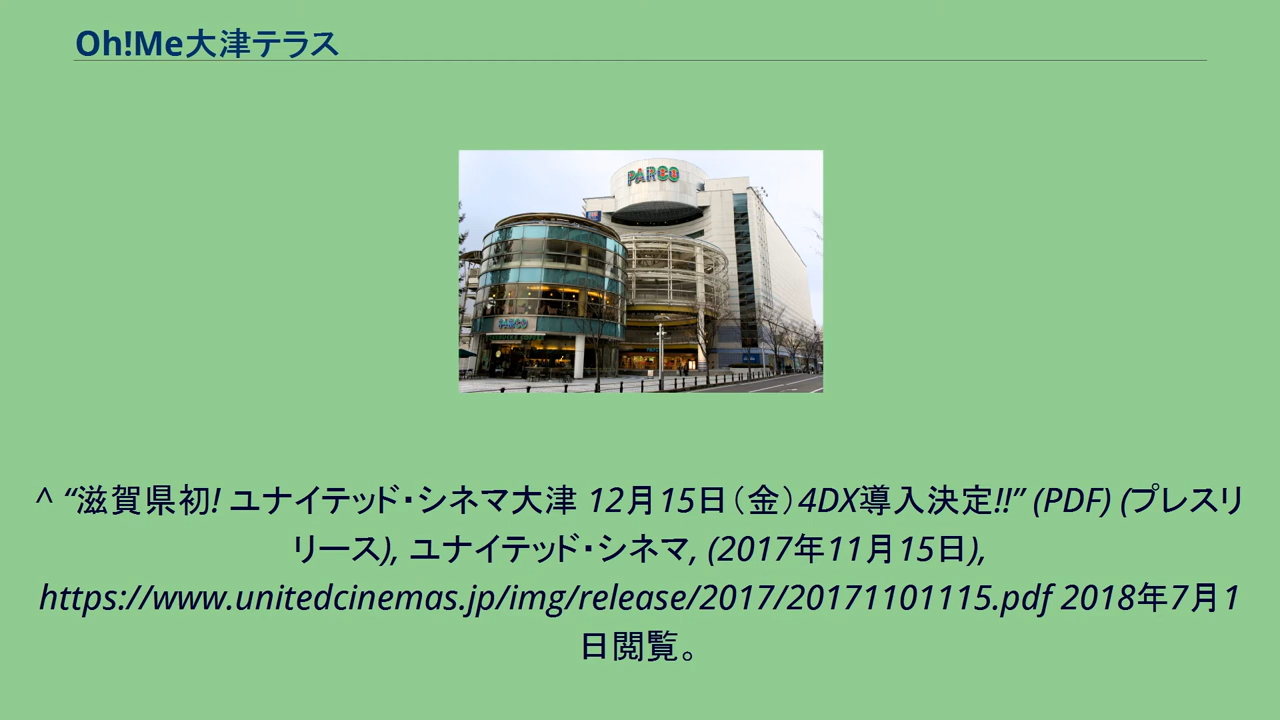 Oh!Me大津テラス
PARCO
PARCO
^ “滋賀県初! ユナイテッド・シネマ大津 12月15日（金）4DX導入決定!!” (PDF) (プレスリ
リース), ユナイテッド・シネマ, (2017年11月15日),
https://www.unitedcinemas.jp/img/release/2017/20171101115.pdf 2018年7月1
日閲覧。